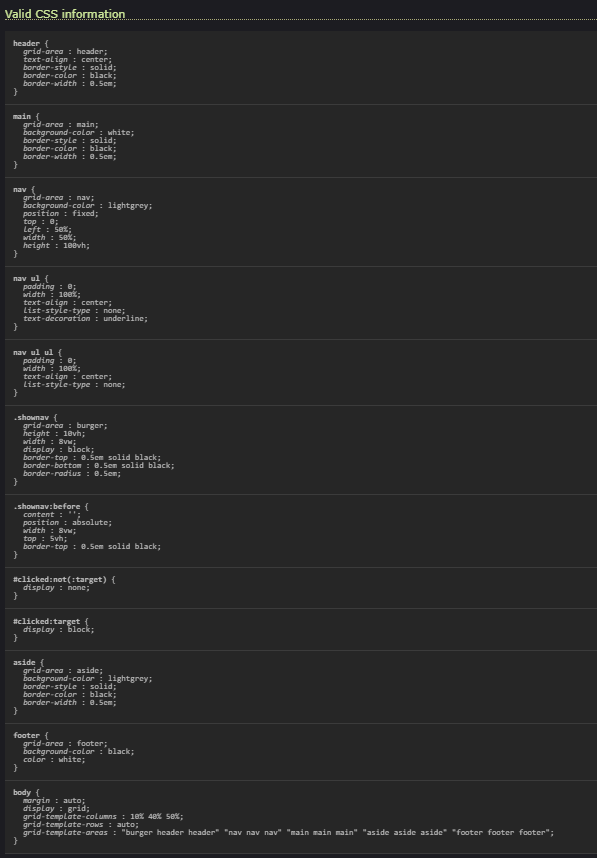 Valid CSS information
header {
grid-area : header;
text-align : center;
border-style : solid;
border-color : black;
border-width : 0.5em;
}
main {
grid-area : main;
background-color : white;
border-style : solid;
border-color : black;
border-width : 0.5em;
}
nav {
grid-area : nav;
background-color : lightgrey;
position : fixed;
top : 0;
left : 50%;
width : 50%;
height : 100vh;
}
nav ul {
padding : 0;
width : 100%;
text-align : center;
list-style-type : none;
text-decoration : underline;
}
nav ul ul {
padding : 0;
width : 100%;
text-align : center;
list-style-type : none;
}
.shownav {
grid-area : burger;
height : 10vh;
width : 8vw;
display : block;
border-top : 0.5em solid black;
border-bottom : 0.5em solid black;
border-radius : 0.5em;
}
.shownav:before {
content : '';
position : absolute;
width : 8vw;
top : 5vh;
border-top : 0.5em solid black;
}
#clicked:not(:target) {
display : none;
}
#clicked:target {
display : block;
}
aside {
grid-area : aside;
background-color : lightgrey;
border-style : solid;
border-color : black;
border-width : 0.5em;
}
footer {
grid-area : footer;
background-color : black;
color : white;
}
body {
margin : auto;
display : grid;
grid-template-columns : 10% 40% 50%;
grid-template-rows : auto;
grid-template-areas : "burger header header" "nav nav nav" "main main main" "aside aside aside" "footer footer footer";
}